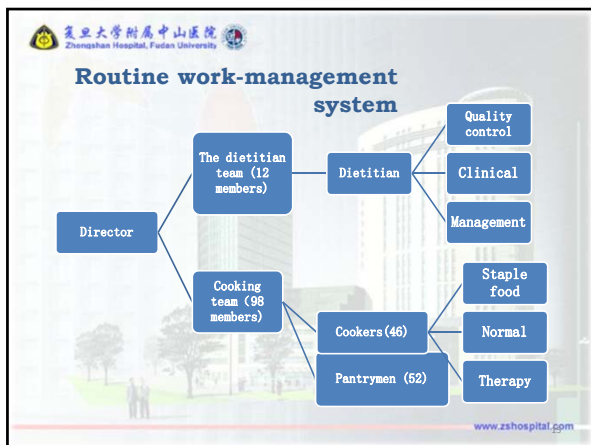 复旦大学附属中山医院
Zhongshan Hospital, Fudan University
Routine work-management
system
Quality
control
The dietitian
team (12
members)
Dietitian
Clinical
Management
Director
Cooking
team (98
members)
Staple
food
Cookers(46)
Normal
Pantrymen (52)
Therapy
www.zshospital.com